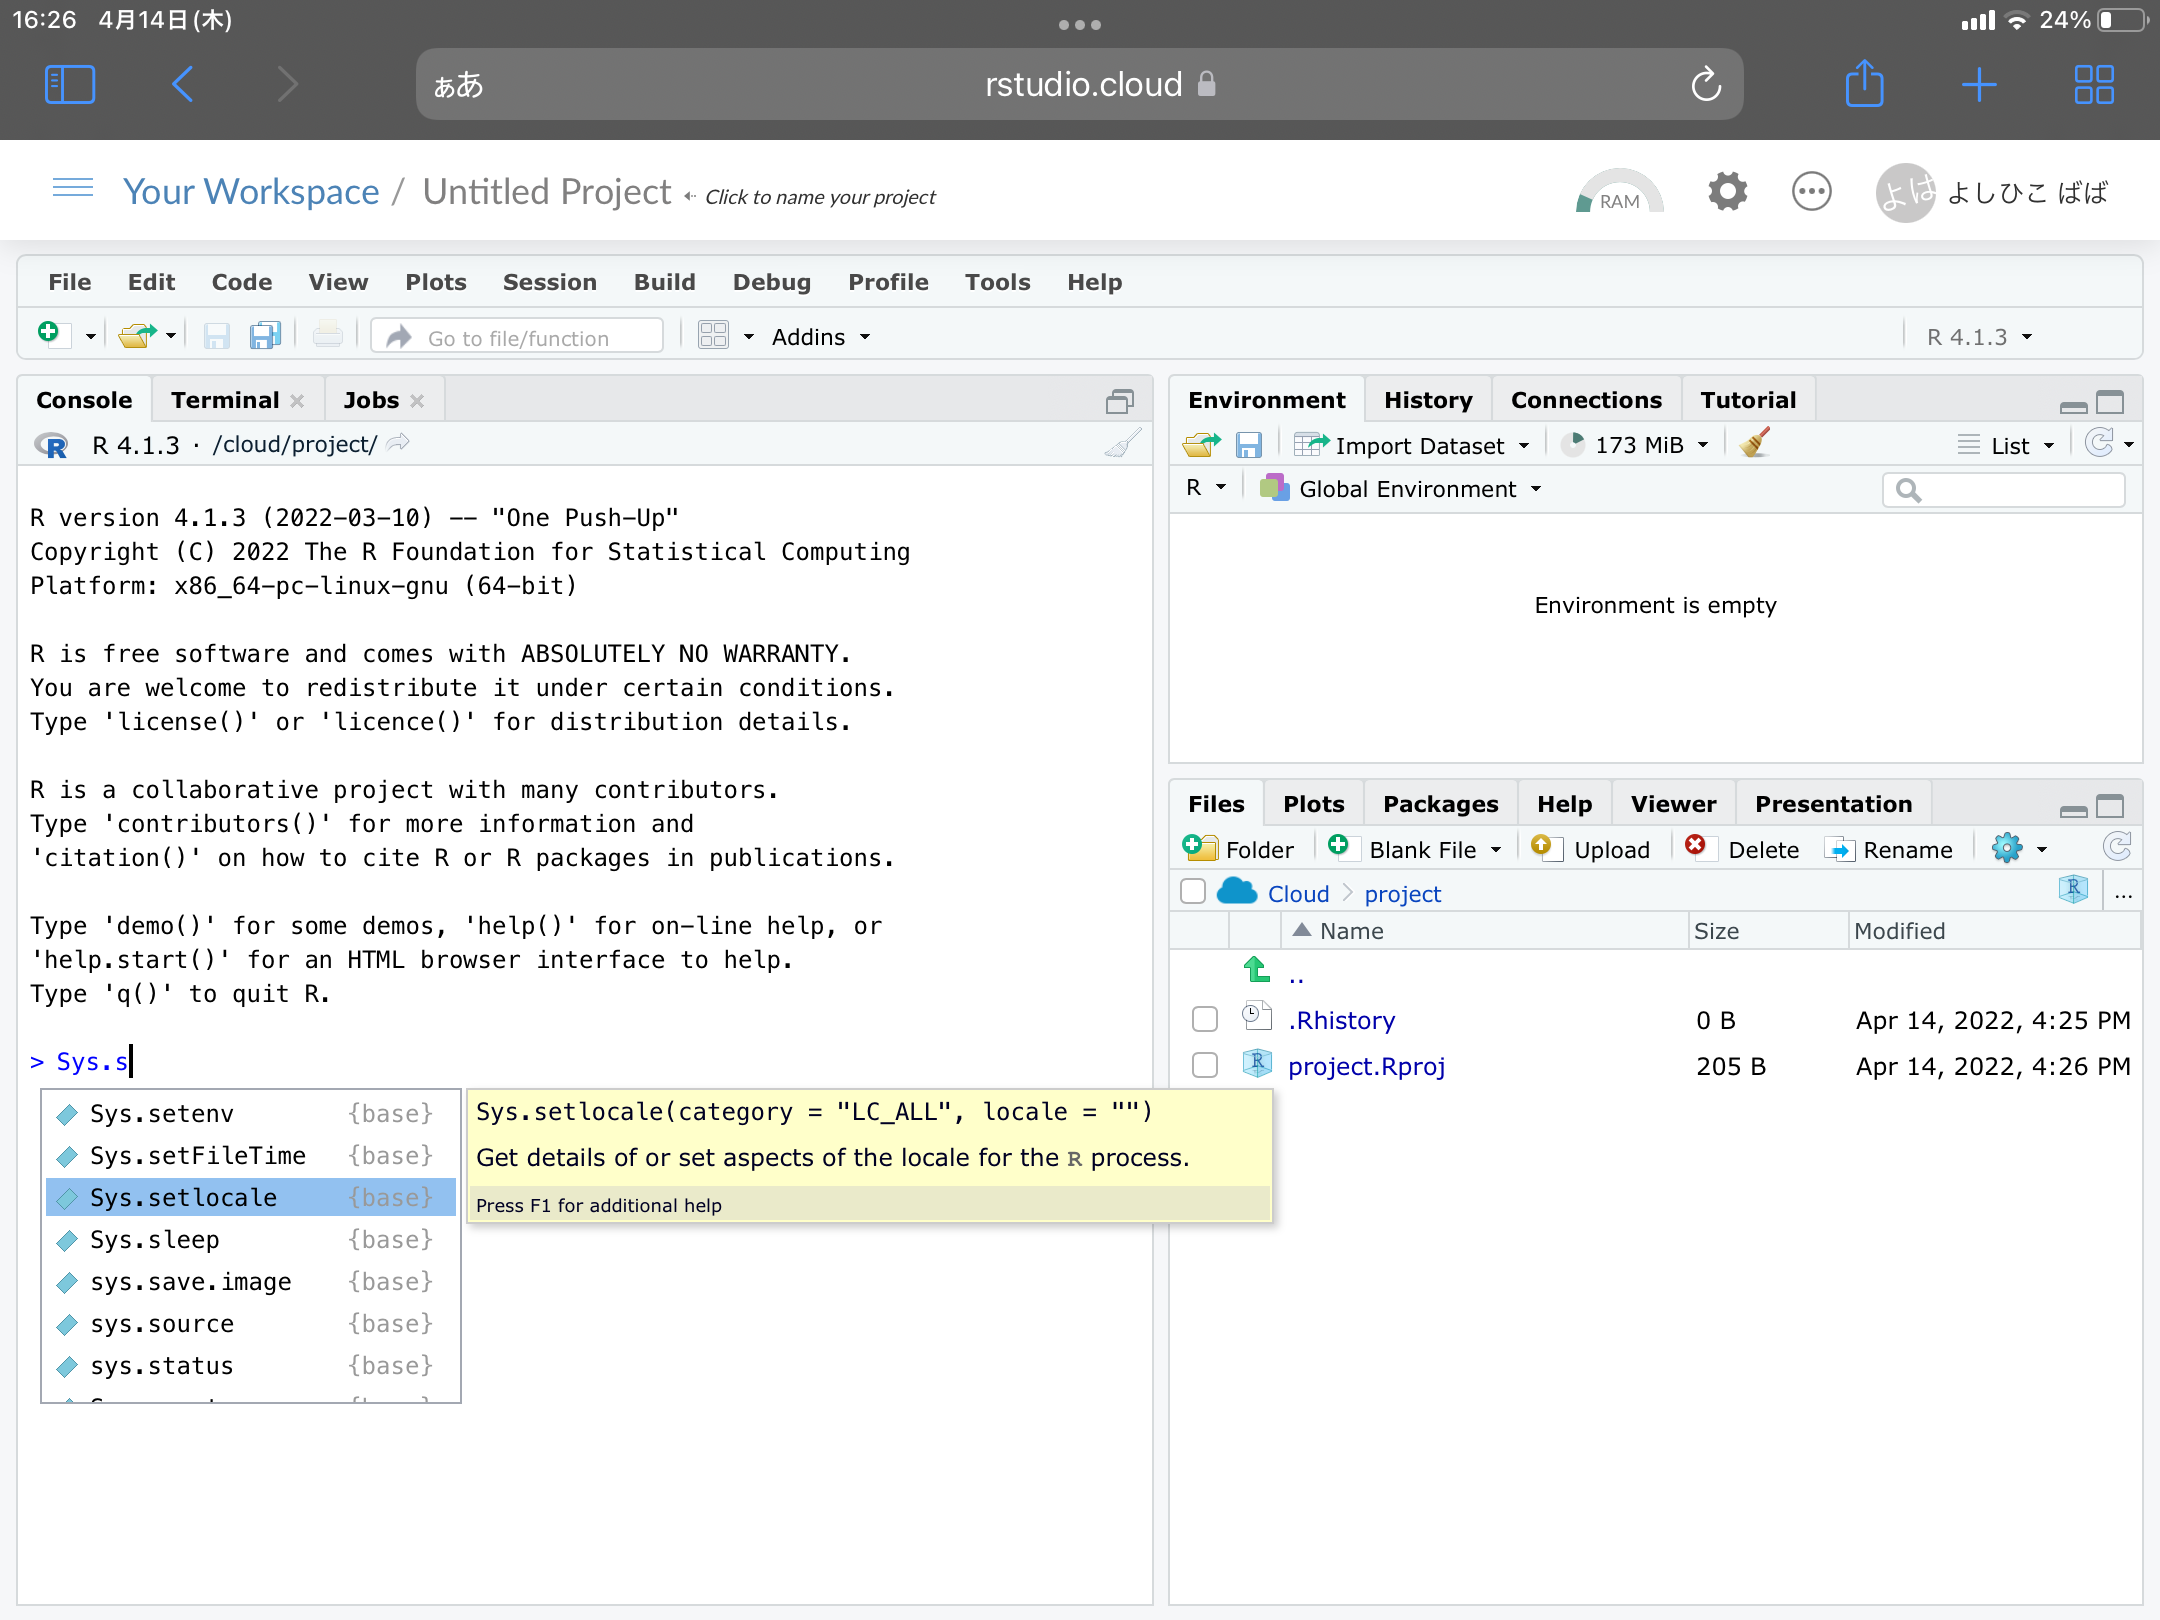 16:26 4月14日(木)
24%
ぁあ rstudio.cloud
Your Workspace / Untitled Project Click to name your project
RAM よは よしひこ ばば
File Edit Code View Plots Session Build Debug Profile Tools Help
Go to file/function Addins R 4.1.3
Console Terminal Jobs
R 4.1.3 · /cloud/project/
R version 4.1.3 (2022-03-10) -- "One Push-Up"
Copyright (C) 2022 The R Foundation for Statistical Computing
Platform: x86_64-pc-linux-gnu (64-bit)
R is free software and comes with ABSOLUTELY NO WARRANTY.
You are welcome to redistribute it under certain conditions.
Type 'license()' or 'licence()' for distribution details.
R is a collaborative project with many contributors.
Type 'contributors()' for more information and
'citation()' on how to cite R or R packages in publications.
Type 'demo()' for some demos, 'help()' for on-line help, or
'help.start()' for an HTML browser interface to help.
Type 'q()' to quit R.
> Sys.s
Sys.setenv {base}
Sys.setFileTime {base}
Sys.setlocale {base}
Sys.sleep {base}
sys.save.image {base}
sys.source {base}
sys.status {base}
Sys.setlocale(category = "LC_ALL", locale = "")
Get details of or set aspects of the locale for the R process.
Press F1 for additional help
Environment History Connections Tutorial
Import Dataset 173 MiB List
R Global Environment
Environment is empty
Files Plots Packages Help Viewer Presentation
Folder Blank File Upload Delete Rename
Cloud project R ...
Name Size Modified
..
.Rhistory 0 B Apr 14, 2022, 4:25 PM
project.Rproj 205 B Apr 14, 2022, 4:26 PM